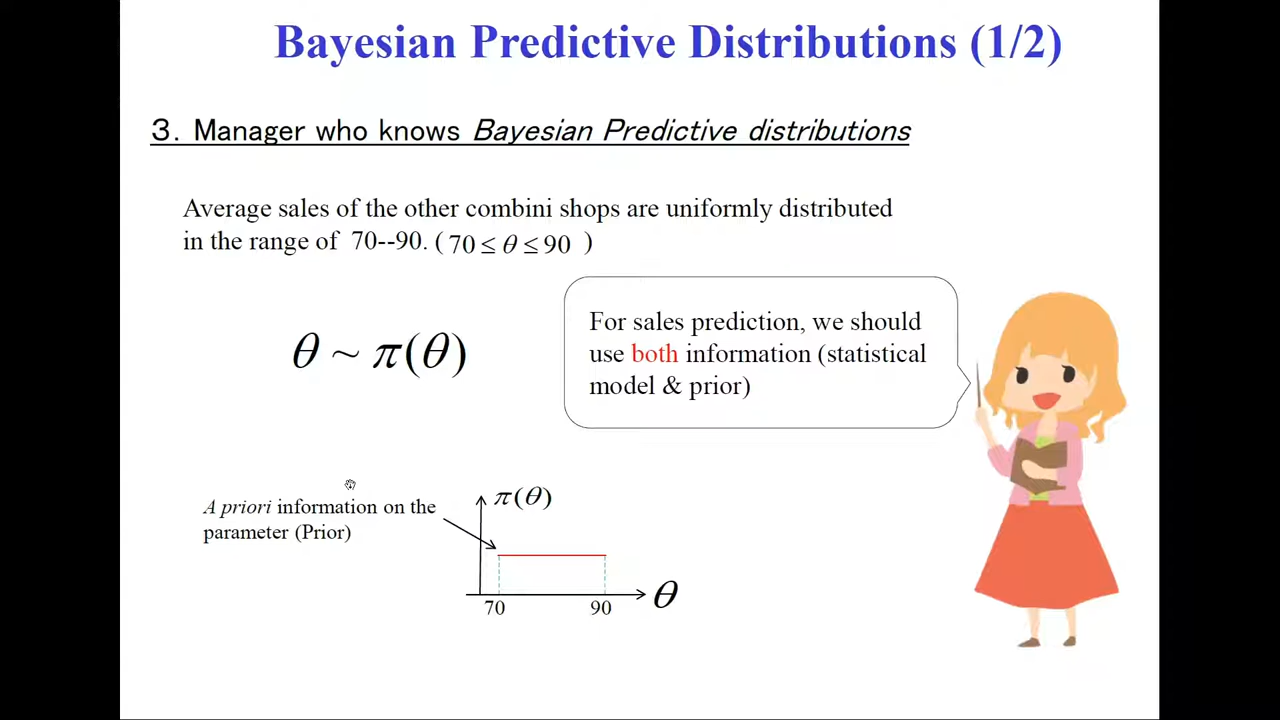 Bayesian Predictive Distributions (1/2)
3. Manager who knows Bayesian Predictive distributions
Average sales of the other combini shops are uniformly distributed
in the range of 70--90. ( 70 ≤ θ ≤ 90 )
For sales prediction, we should
use both information (statistical
model & prior)
θ ~ π(θ)
A priori information on the
parameter (Prior)
π(θ)
θ
70 90